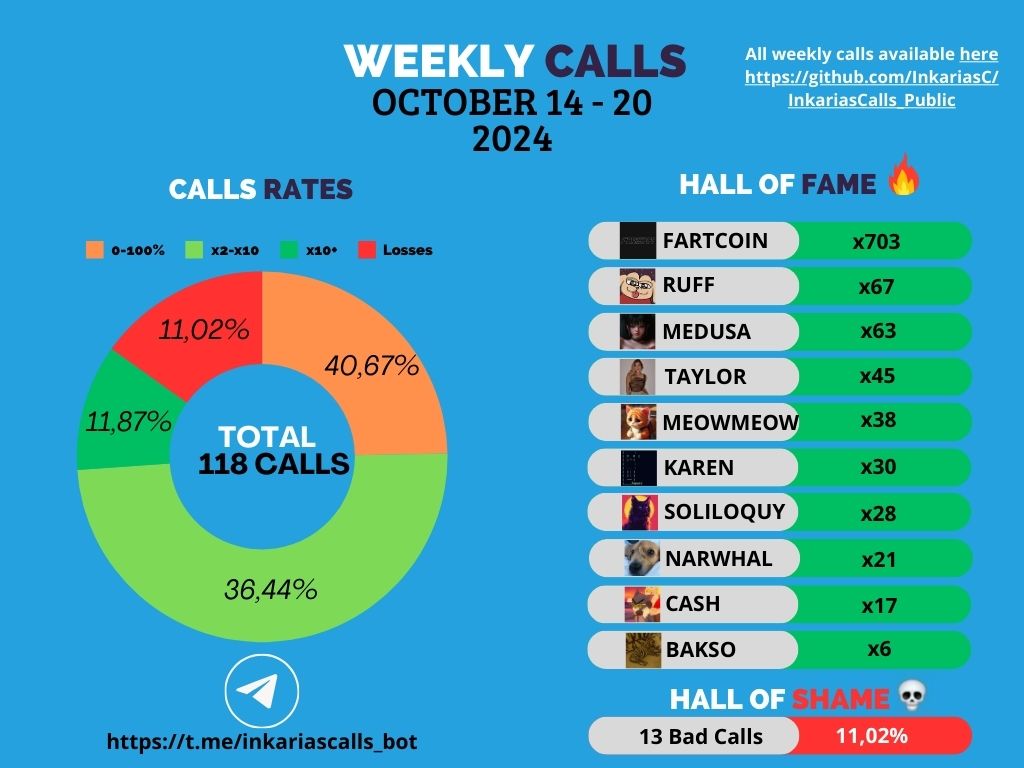 WEEKLY CALLS
OCTOBER 14 - 20
2024
All weekly calls available here
https://github.com/InkariasC/
InkariasCalls_Public
CALLS RATES
0-100%
x2-x10
x10+
Losses
11,02%
40,67%
11,87%
TOTAL
118 CALLS
36,44%
https://t.me/inkariascalls_bot
HALL OF FAME
FARTCOIN x703
RUFF x67
MEDUSA x63
TAYLOR x45
MEOWMEOW x38
KAREN x30
SOLILOQUY x28
NARWHAL x21
CASH x17
BAKSO x6
HALL OF SHAME
13 Bad Calls 11,02%